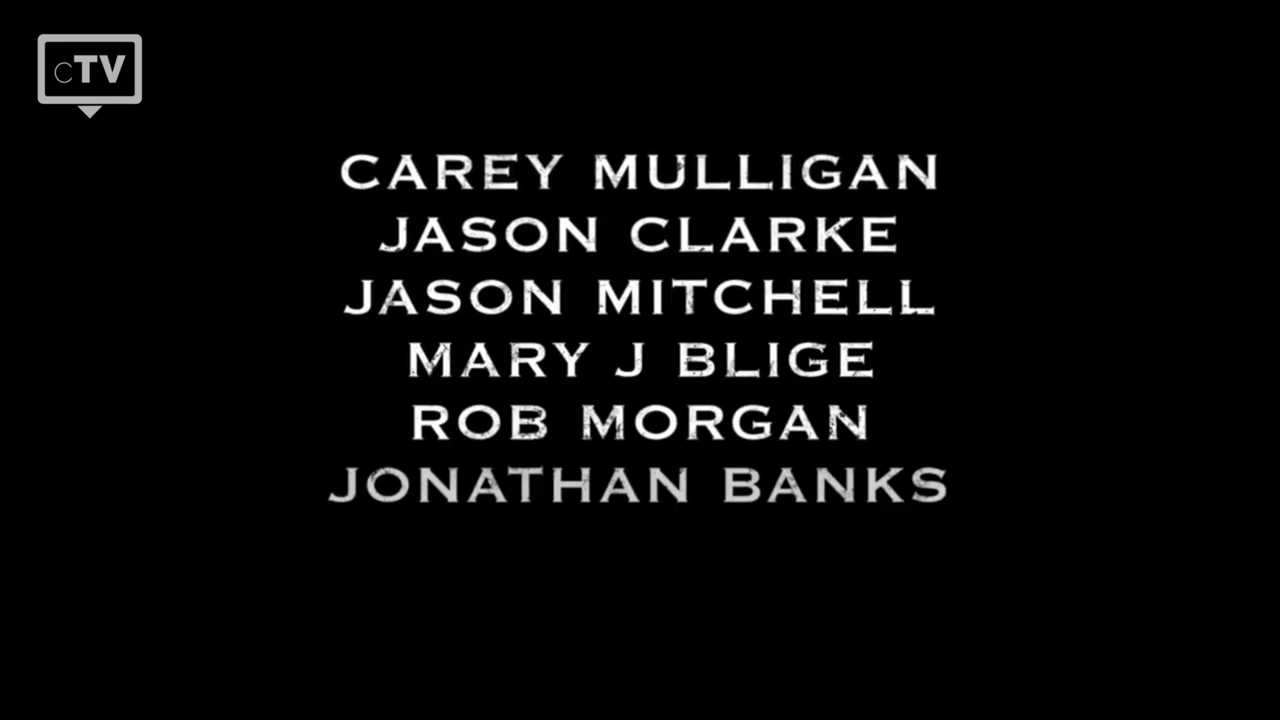 cTV
CAREY MULLIGAN
JASON CLARKE
JASON MITCHELL
MARY J BLIGE
ROB MORGAN
JONATHAN BANKS